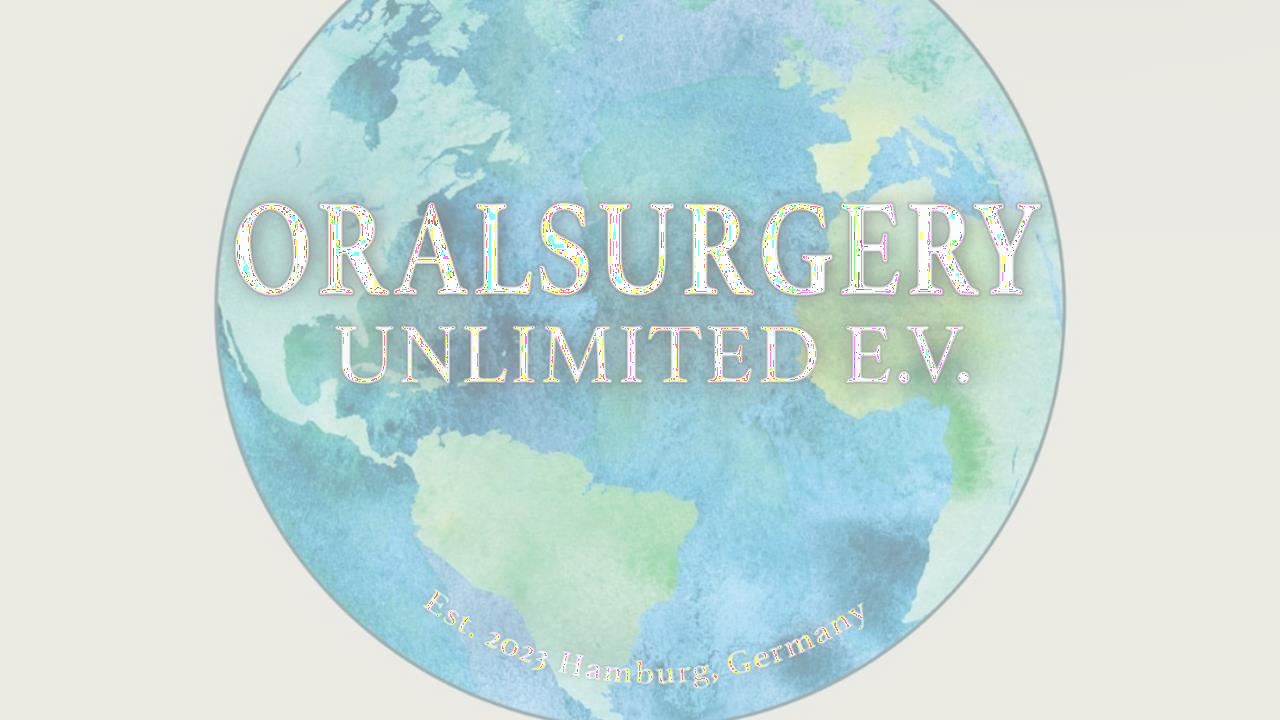 ORALSURGERY
UNLIMITED E.V.
Est. 2023 Hamburg, Germany